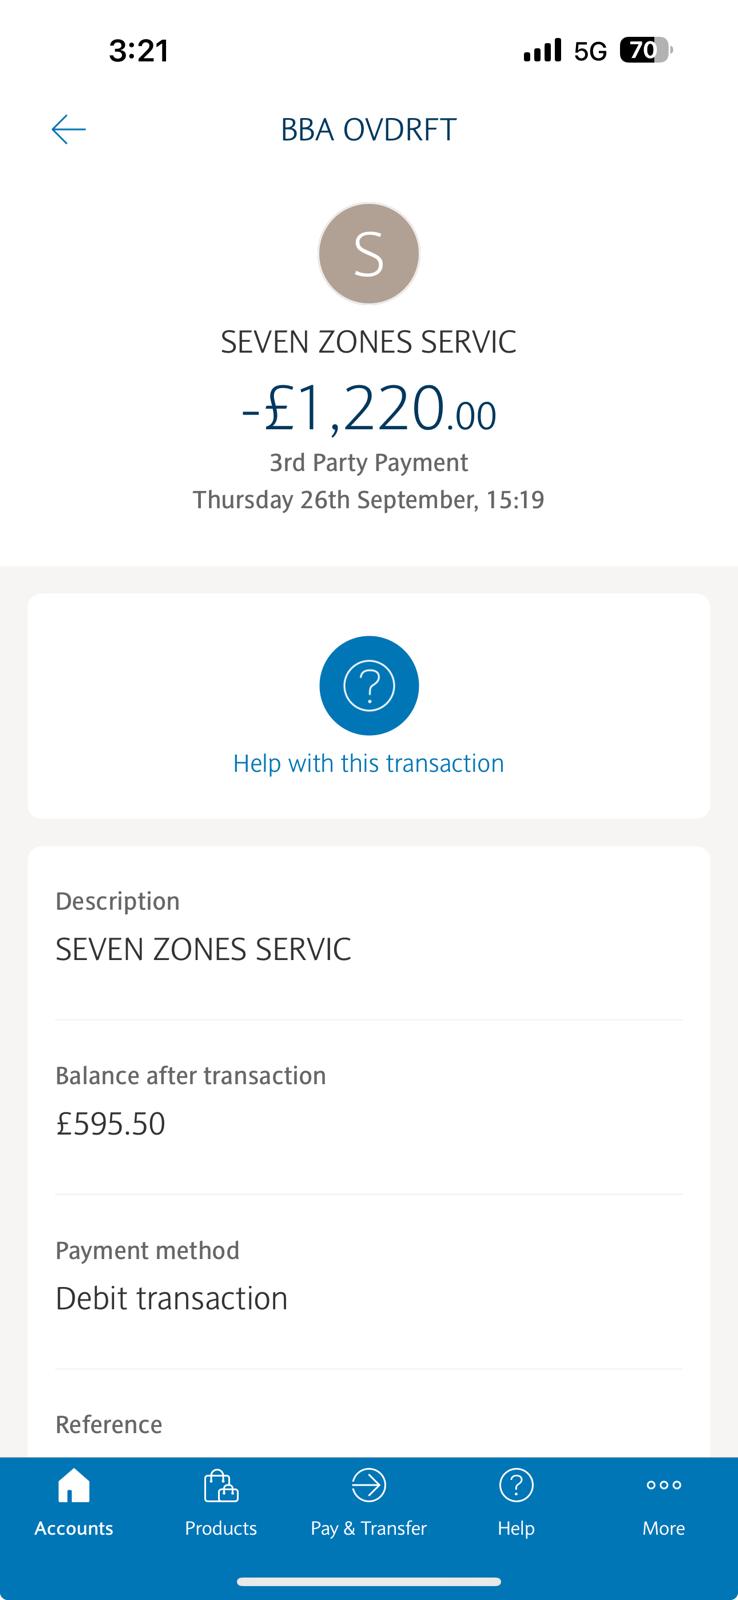 3:21
5G
70
BBA OVDRFT
S
SEVEN ZONES SERVIC
-£1,220.00
3rd Party Payment
Thursday 26th September, 15:19
?
Help with this transaction
Description
SEVEN ZONES SERVIC
Balance after transaction
£595.50
Payment method
Debit transaction
Reference
Accounts
Products
Pay & Transfer
? Help
More